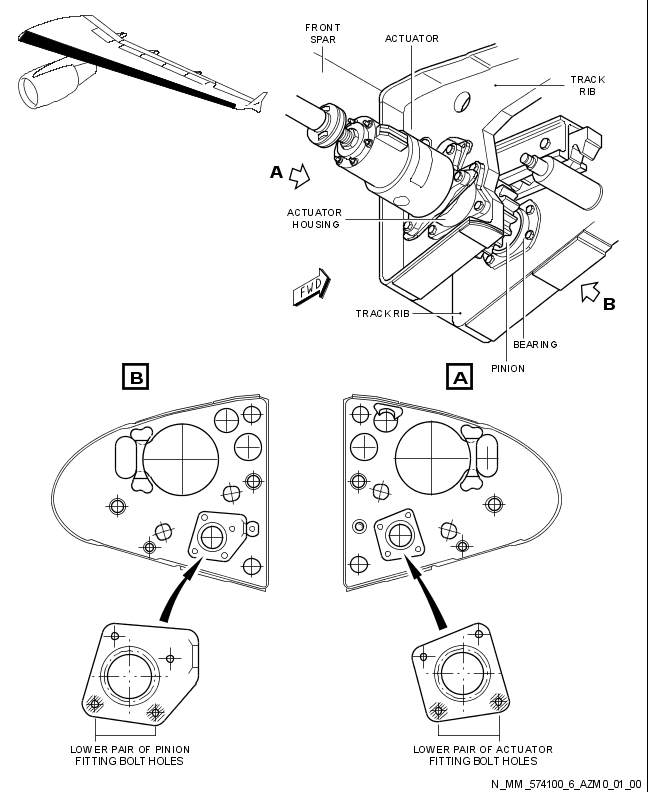 FRONT
SPAR
ACTUATOR
TRACK
RIB
A
ACTUATOR
HOUSING
FWD
B
TRACK RIB
BEARING
PINION
B
A
LOWER PAIR OF PINION
FITTING BOLT HOLES
LOWER PAIR OF ACTUATOR
FITTING BOLT HOLES
N_MM_574100_6_AZM0_01_00